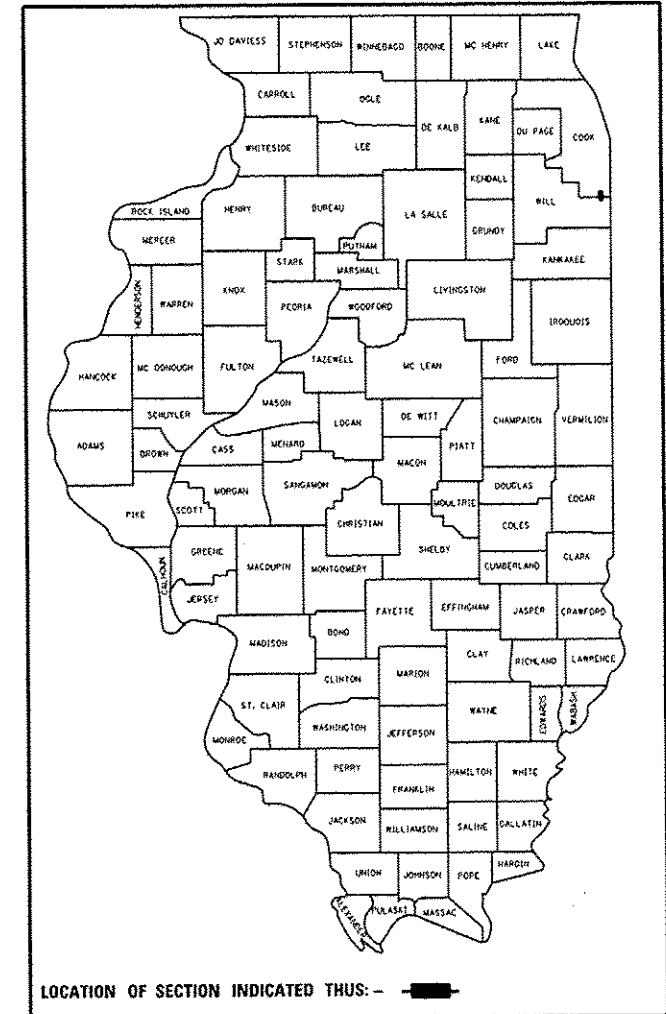 JO DAVIESS STEPHENSON WINNEBAGO BOONE MC HENRY LAKE
CARROLL OGLE DE KALB KANE DU PAGE COOK
WHITESIDE LEE
KENDALL
ROCK ISLAND HENRY BUREAU LA SALLE GRUNDY WILL
MERCER PUTNAM KANKAKEE
STARK MARSHALL
HENDERSON WARREN KNOX PEORIA WOODFORD LIVINGSTON IROQUOIS
HANCOCK MC DONOUGH FULTON TAZEWELL MC LEAN FORD
SCHUYLER MASON DE WITT CHAMPAIGN VERMILION
ADAMS BROWN CASS MENARD LOGAN PIATT
MACON
PIKE SCOTT MORGAN SANGAMON CHRISTIAN MOULTRIE DOUGLAS EDGAR
COLES
GREENE MACOUPIN MONTGOMERY SHELBY CUMBERLAND CLARK
CALHOUN JERSEY FAYETTE EFFINGHAM JASPER CRAWFORD
MADISON BOND CLAY RICHLAND LAWRENCE
CLINTON MARION
ST. CLAIR WAYNE EDWARDS WABASH
MONROE WASHINGTON JEFFERSON
RANDOLPH PERRY HAMILTON WHITE
FRANKLIN
JACKSON WILLIAMSON SALINE GALLATIN
UNION JOHNSON POPE HARDIN
ALEXANDER PULASKI MASSAC
LOCATION OF SECTION INDICATED THUS: –